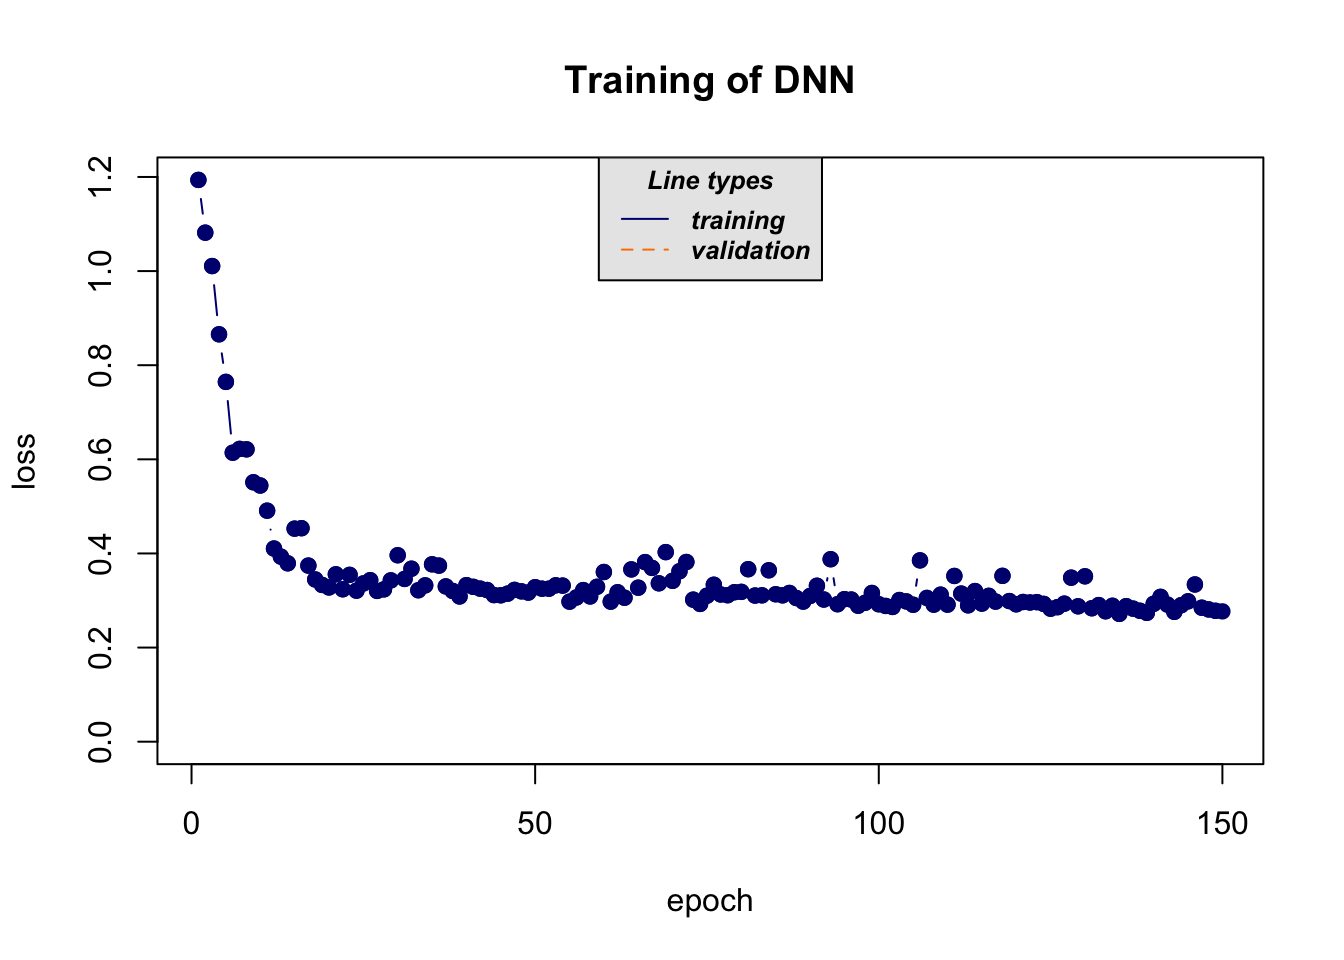 Training of DNN
Line types
training
validation
1.2
1.0
0.8
0.6
0.4
0.2
0.0
loss
0 50 100 150
epoch